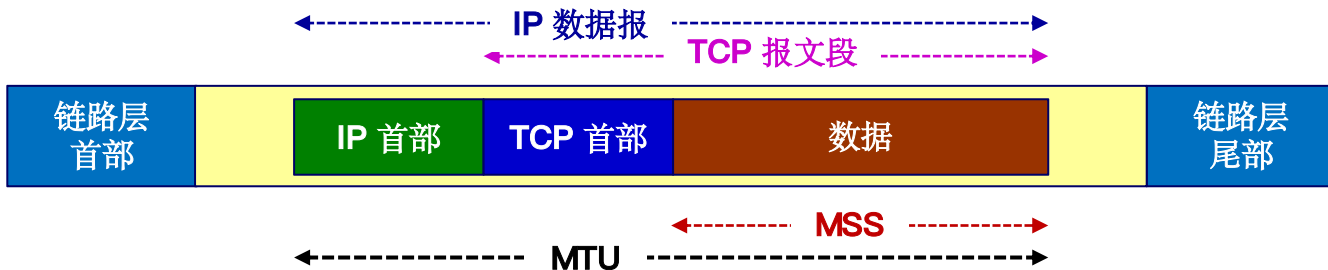 IP 数据报
TCP 报文段
链路层
首部
IP 首部
TCP 首部
数据
链路层
尾部
MSS
MTU